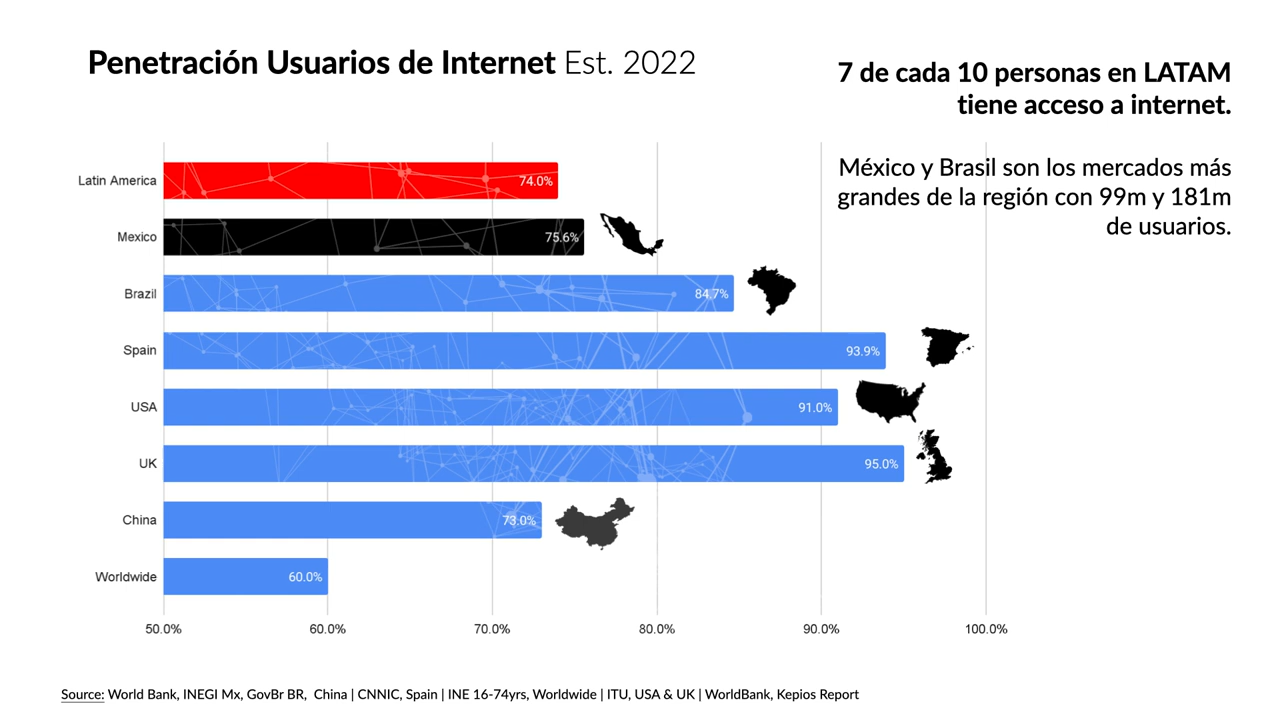 Penetración Usuarios de Internet Est. 2022
7 de cada 10 personas en LATAM
tiene acceso a internet.
México y Brasil son los mercados más
grandes de la región con 99m y 181m
de usuarios.
Latin America 74.0%
Mexico 75.6%
Brazil 84.7%
Spain 93.9%
USA 91.0%
UK 95.0%
China 73.0%
Worldwide 60.0%
50.0% 60.0% 70.0% 80.0% 90.0% 100.0%
Source: World Bank, INEGI Mx, GovBr BR, China | CNNIC, Spain | INE 16-74yrs, Worldwide | ITU, USA & UK | WorldBank, Kepios Report